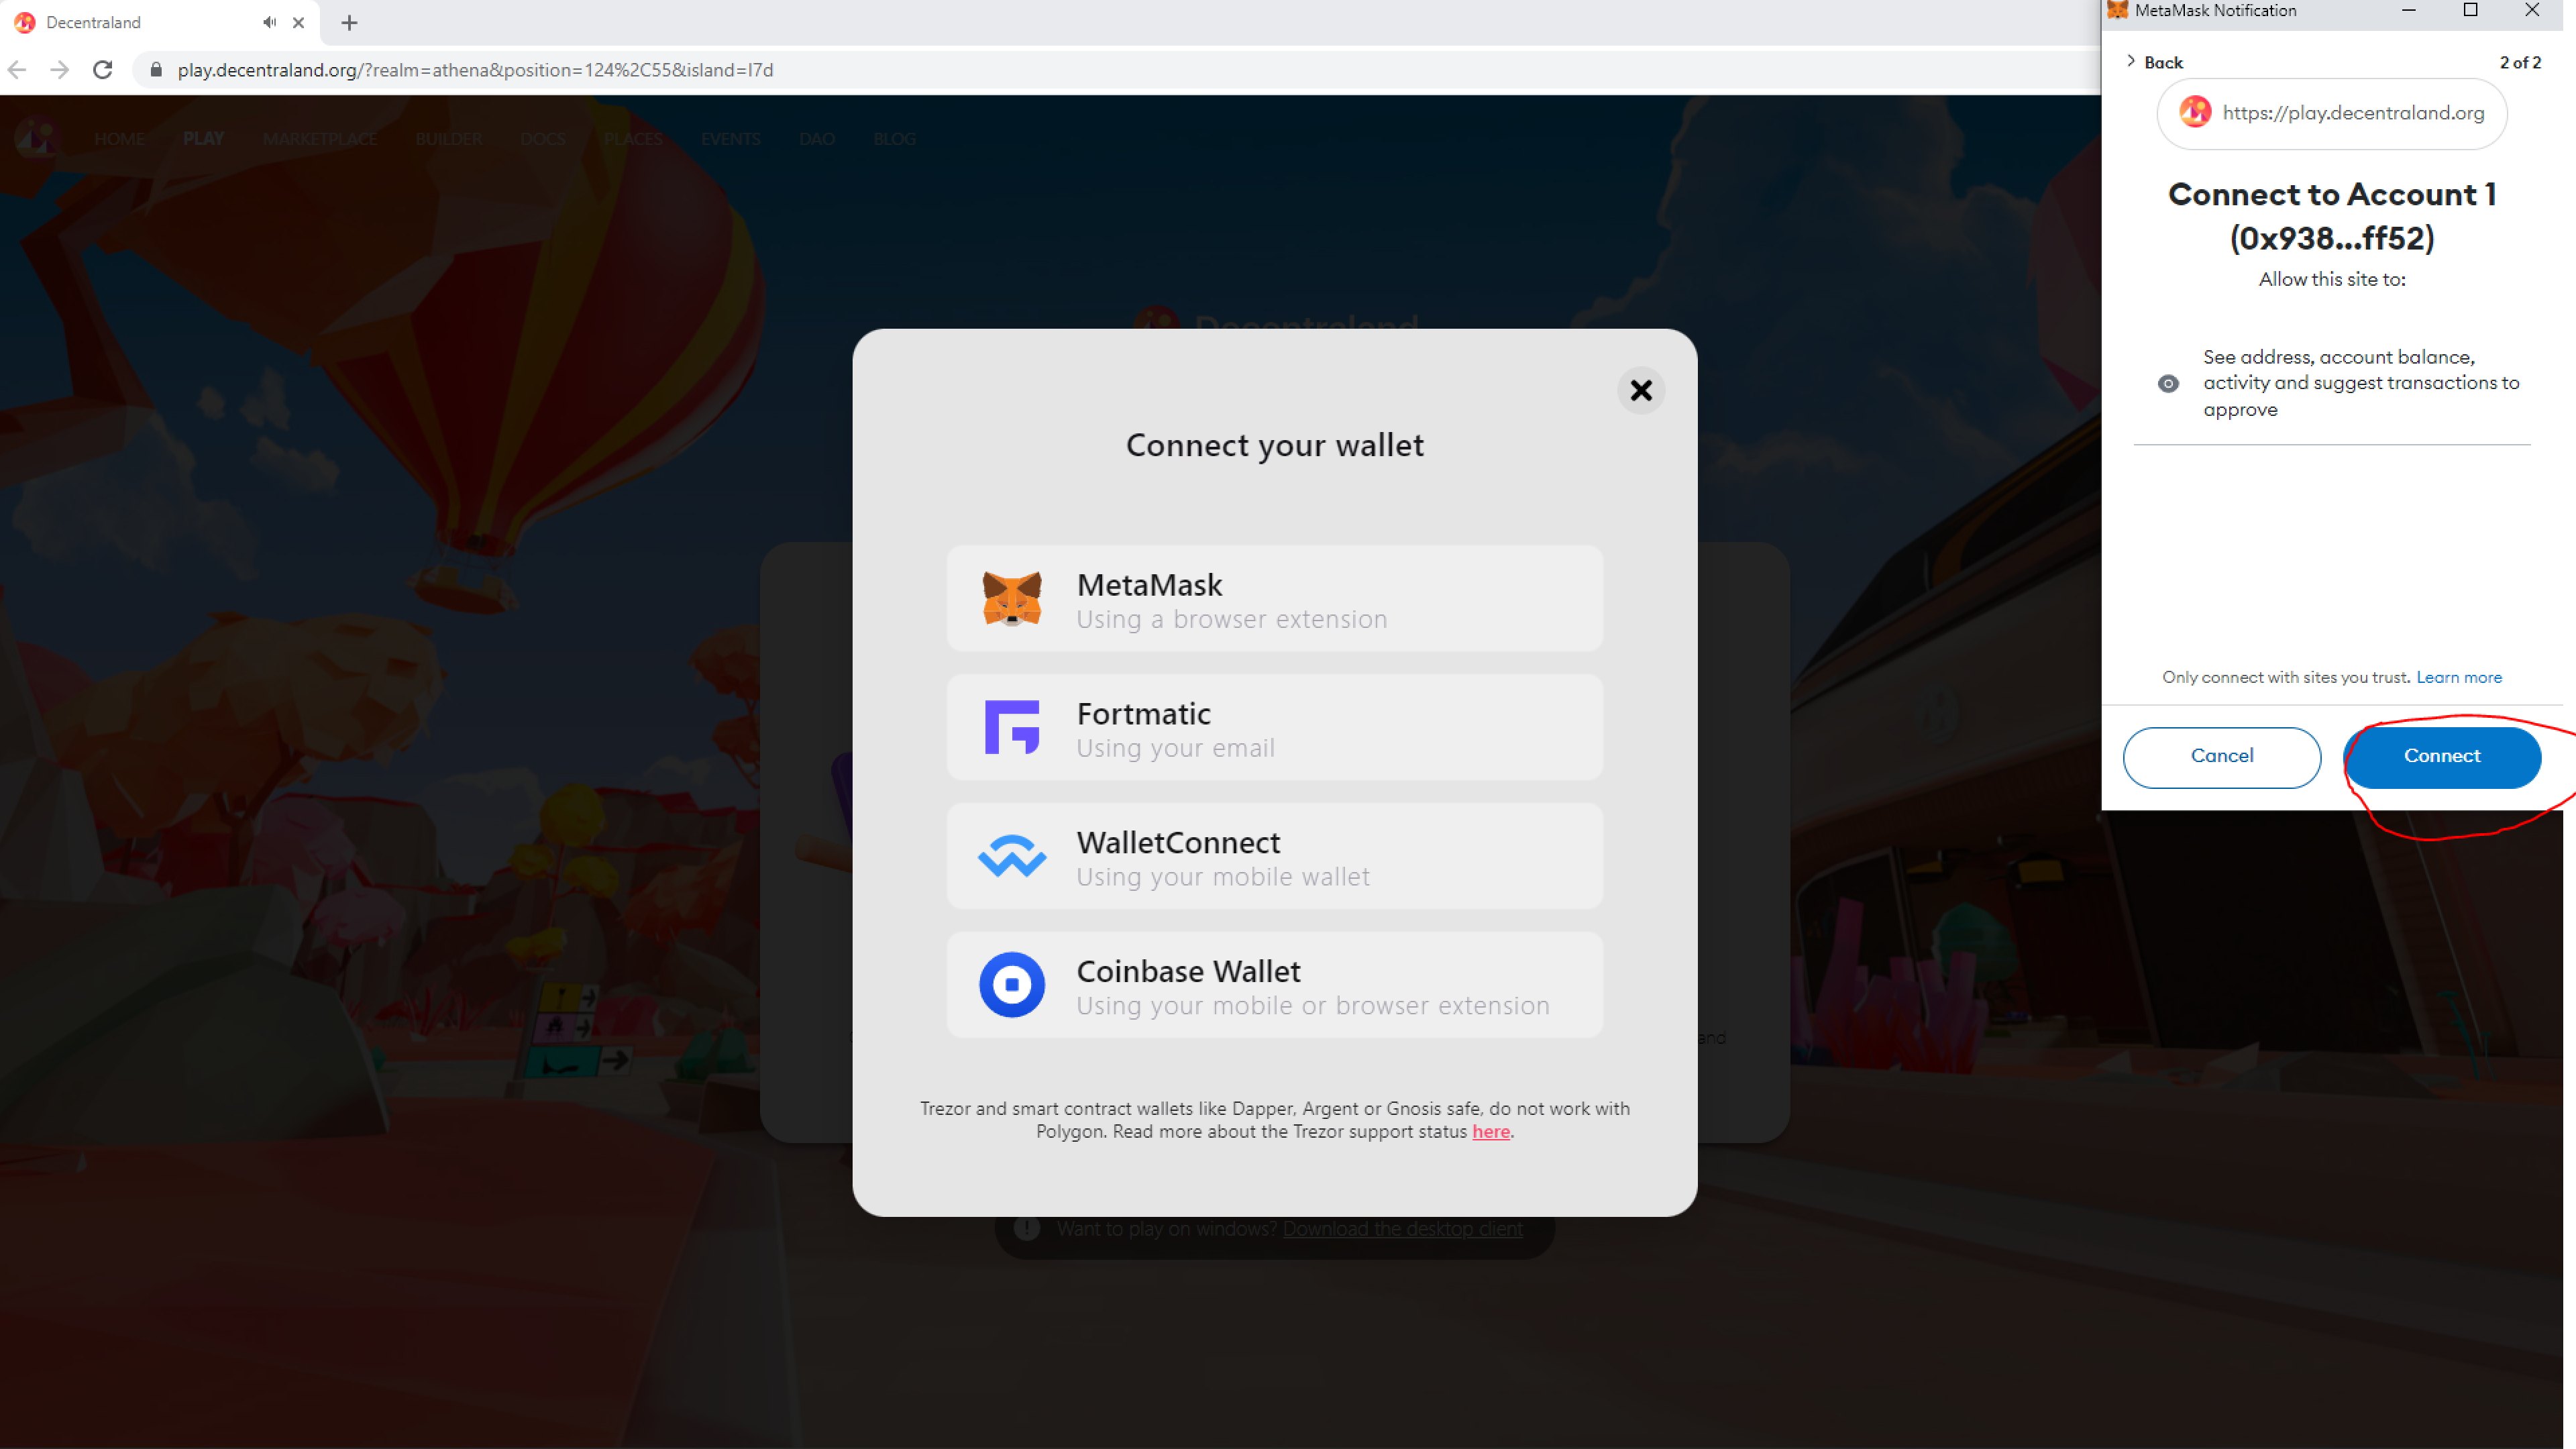 Decentraland
play.decentraland.org/?realm=athena&position=124%2C55&island=I7d
HOME PLAY MARKETPLACE BUILDER DOCS PLACES EVENTS DAO BLOG
Decentraland
Connect your wallet
MetaMask
Using a browser extension
Fortmatic
Using your email
WalletConnect
Using your mobile wallet
Coinbase Wallet
Using your mobile or browser extension
and
Trezor and smart contract wallets like Dapper, Argent or Gnosis safe, do not work with
Polygon. Read more about the Trezor support status here.
Want to play on windows? Download the desktop client
MetaMask Notification
Back
2 of 2
https://play.decentraland.org
Connect to Account 1
(0x938...ff52)
Allow this site to:
See address, account balance,
activity and suggest transactions to
approve
Only connect with sites you trust. Learn more
Cancel
Connect